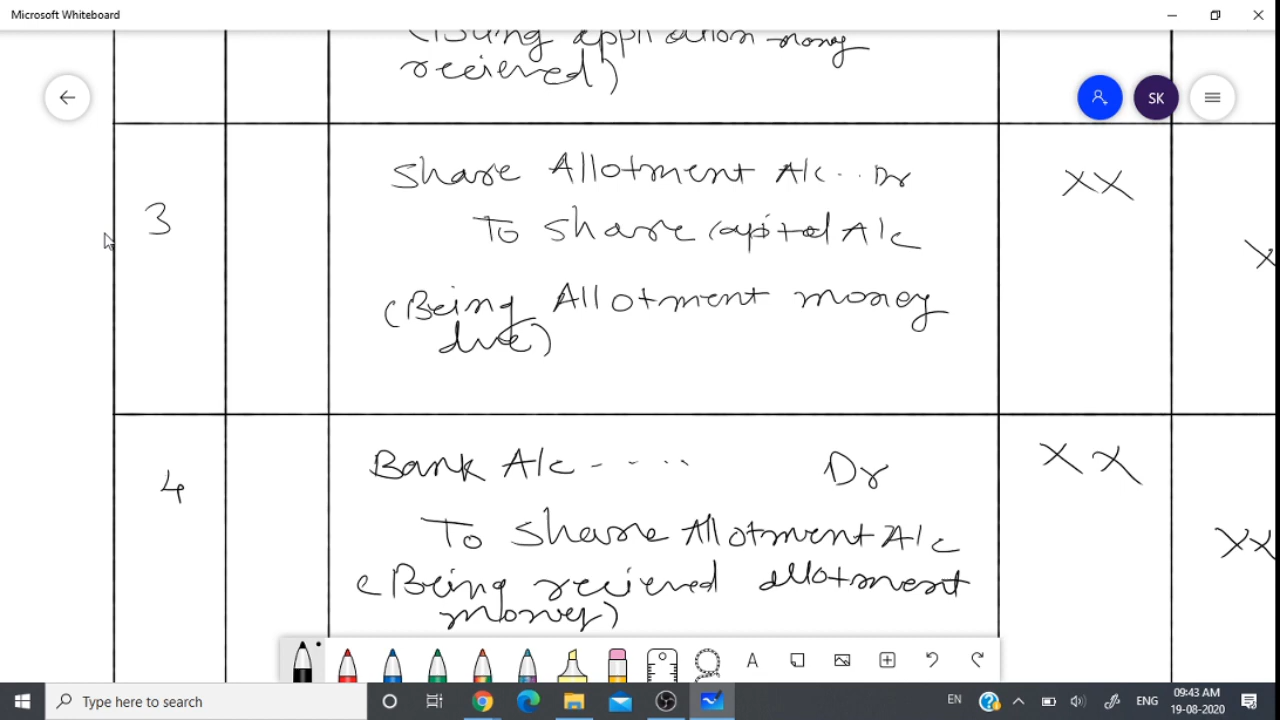 Microsoft Whiteboard
(Being application money
recieved)
SK
3
Share Allotment A/c.. Dr
XX
To Share Capital A/c
X
(Being Allotment money
due)
4
Bank A/c - - - ..
Dr
XX
To Share Allotment A/c
XX
(Being recieved allotment
money)
A
Type here to search
EN
ENG
09:43 AM
19-08-2020